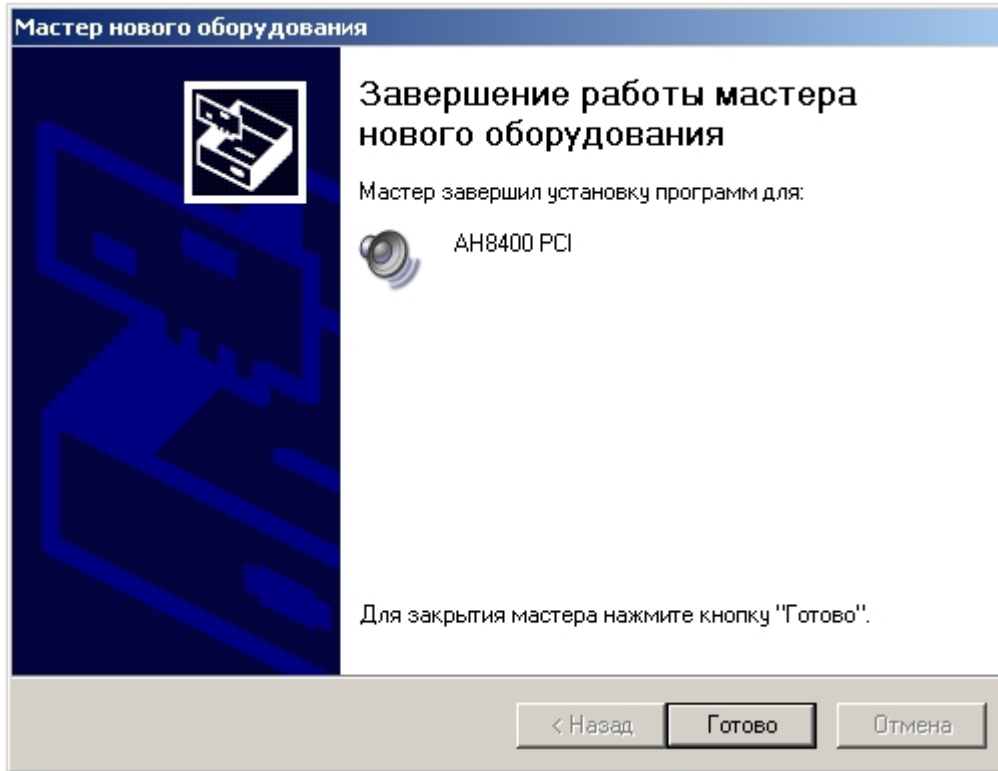 Мастер нового оборудования
Завершение работы мастера
нового оборудования
Мастер завершил установку программ для:
AH8400 PCI
Для закрытия мастера нажмите кнопку "Готово".
< Назад
Готово
Отмена